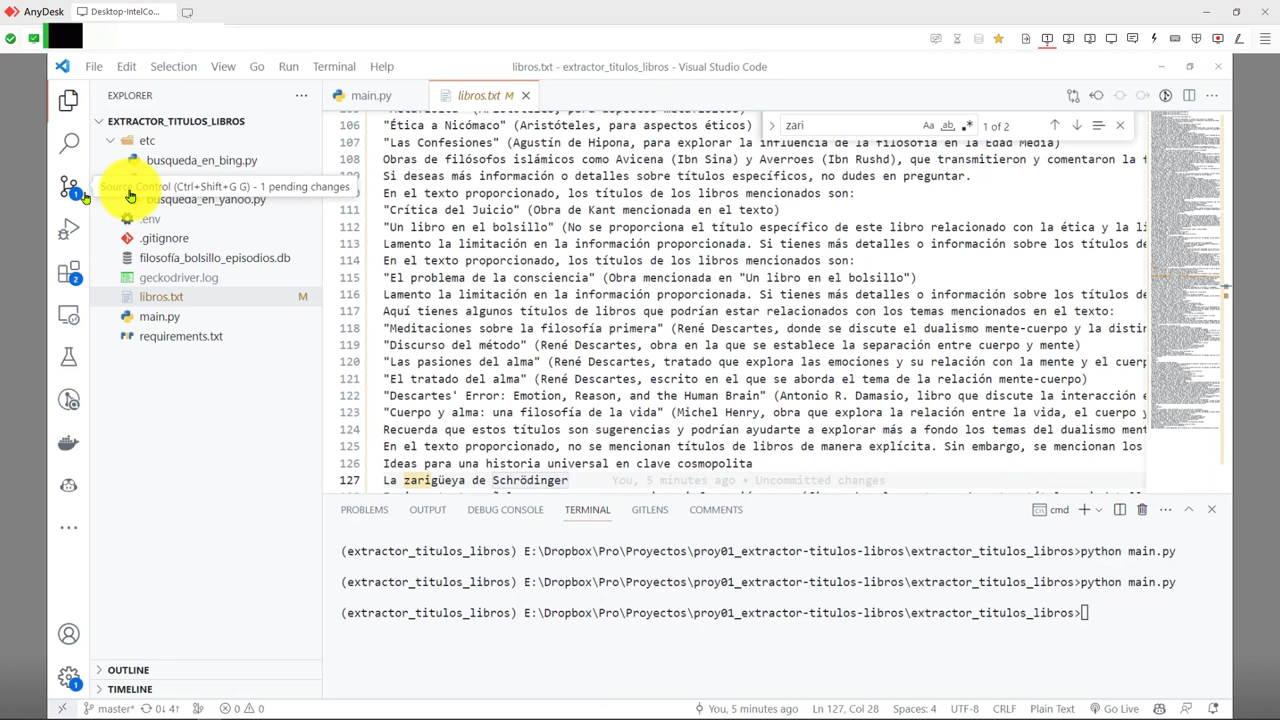 AnyDesk
Desktop-IntelCo...
File Edit Selection View Go Run Terminal Help
libros.txt - extractor_titulos_libros - Visual Studio Code
EXPLORER
EXTRACTOR_TITULOS_LIBROS
etc
busqueda_en_bing.py
Source Control (Ctrl+Shift+G G) - 1 pending changes
busqueda_en_yahoo.py
.env
.gitignore
filosofía_bolsillo_episodios.db
geckodriver.log
libros.txt M
main.py
requirements.txt
OUTLINE
TIMELINE
1
2
1
main.py
libros.txt M
zari
Aa ab .*
1 of 2
106 "Ética a Nicómaco" (Aristóteles, para aspectos éticos)
107 "Las Confesiones" (Agustín de Hipona, para explorar la influencia de la filosofía en la Edad Media)
108 Obras de filósofos islámicos como Avicena (Ibn Sina) y Averroes (Ibn Rushd), que transmitieron y comentaron la f
109 Si deseas más información o detalles sobre títulos específicos, no dudes en preguntar.
110 En el texto proporcionado, los títulos de los libros mencionados son:
111 "Crítica del Juicio" (Obra de Kant mencionada en el texto)
112 "Un libro en el bolsillo" (No se proporciona el título específico de este libro relacionado con la ética y la li
113 Lamento la limitación en la información proporcionada. Si tienes más detalles o información sobre los títulos de
114 En el texto proporcionado, los títulos de los libros mencionados son:
115 "El problema de la consciencia" (Obra mencionada en "Un libro en el bolsillo")
116 Lamento la limitación en la información proporcionada. Si tienes más detalles o información sobre los títulos de
117 Aquí tienes algunos títulos de libros que podrían estar relacionados con los temas mencionados en el texto:
118 "Meditaciones sobre la filosofía primera" (René Descartes, donde se discute el dualismo mente-cuerpo y la distin
119 "Discurso del método" (René Descartes, obra en la que se establece la separación entre cuerpo y mente)
120 "Las pasiones del alma" (René Descartes, tratado que explora las emociones y su relación con la mente y el cuerp
121 "El tratado del alma" (René Descartes, escrito en el que se aborda el tema de la relación mente-cuerpo)
122 "Descartes' Error: Emotion, Reason, and the Human Brain" (Antonio R. Damasio, libro que discute la interacción e
123 "Cuerpo y alma: una filosofía de la vida" (Michel Henry, obra que explora la relación entre la vida, el cuerpo y
124 Recuerda que estos títulos son sugerencias y podrían ayudarte a explorar más a fondo los temas del dualismo ment
125 En el texto proporcionado, no se mencionan títulos de libros de manera explícita. Sin embargo, se mencionan los
126 Ideas para una historia universal en clave cosmopolita
127 La zarigüeya de Schrödinger You, 5 minutes ago • Uncommitted changes
PROBLEMS OUTPUT DEBUG CONSOLE TERMINAL GITLENS COMMENTS
cmd
(extractor_titulos_libros) E:\Dropbox\Pro\Proyectos\proy01_extractor-titulos-libros\extractor_titulos_libros>python main.py
(extractor_titulos_libros) E:\Dropbox\Pro\Proyectos\proy01_extractor-titulos-libros\extractor_titulos_libros>python main.py
(extractor_titulos_libros) E:\Dropbox\Pro\Proyectos\proy01_extractor-titulos-libros\extractor_titulos_libros>
master* 0↓ 4↑ 0 0 You, 5 minutes ago Ln 127, Col 28 Spaces: 4 UTF-8 CRLF Plain Text Go Live